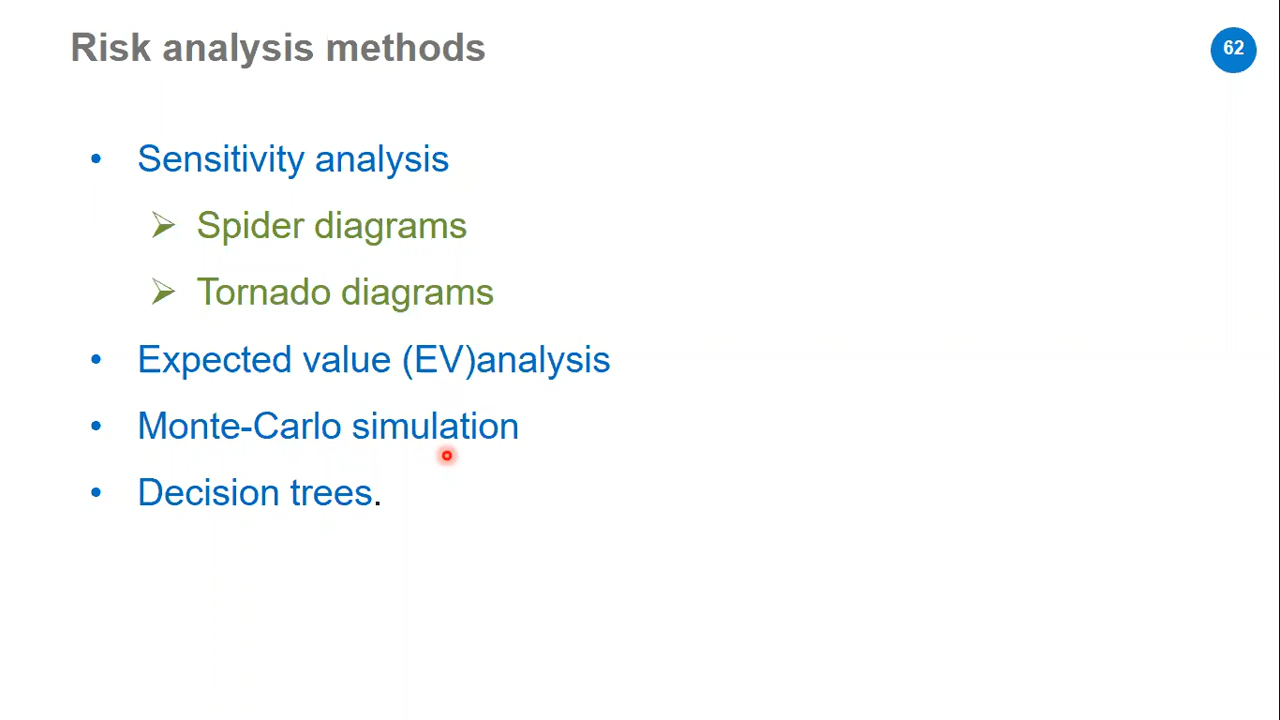 Risk analysis methods
62
• Sensitivity analysis
➢ Spider diagrams
➢ Tornado diagrams
• Expected value (EV)analysis
• Monte-Carlo simulation
• Decision trees.